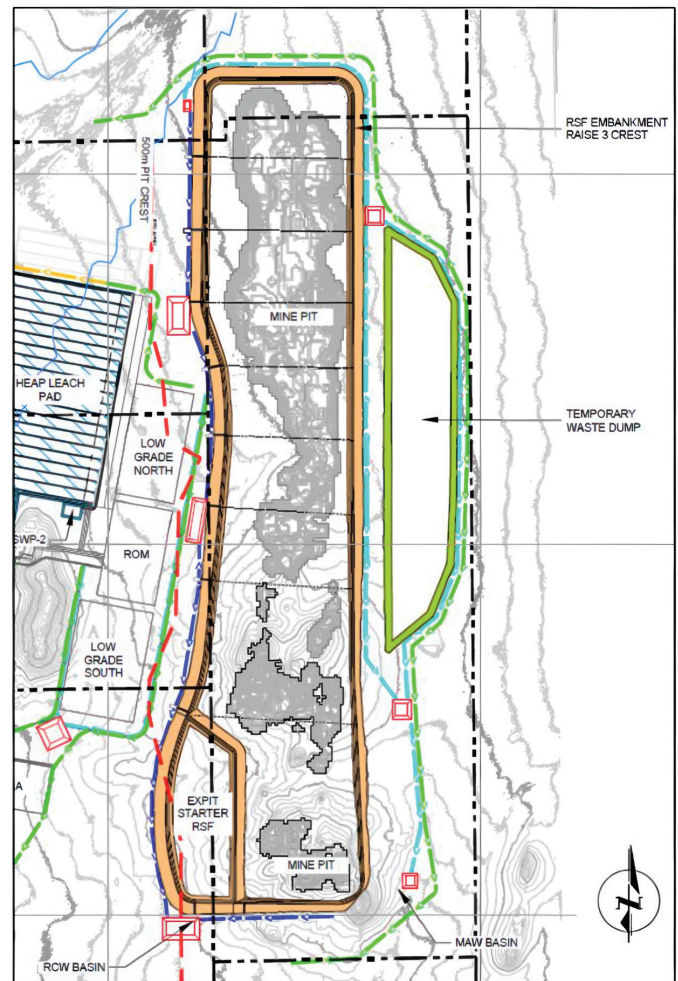 RSF EMBANKMENT
RAISE 3 CREST
500m PIT CREST
MINE PIT
HEAP LEACH
PAD
LOW
GRADE
NORTH
TEMPORARY
WASTE DUMP
SWP-2
ROM
LOW
GRADE
SOUTH
A
EXPIT
STARTER
RSF
MINE PIT
N
RCW BASIN
MAW BASIN